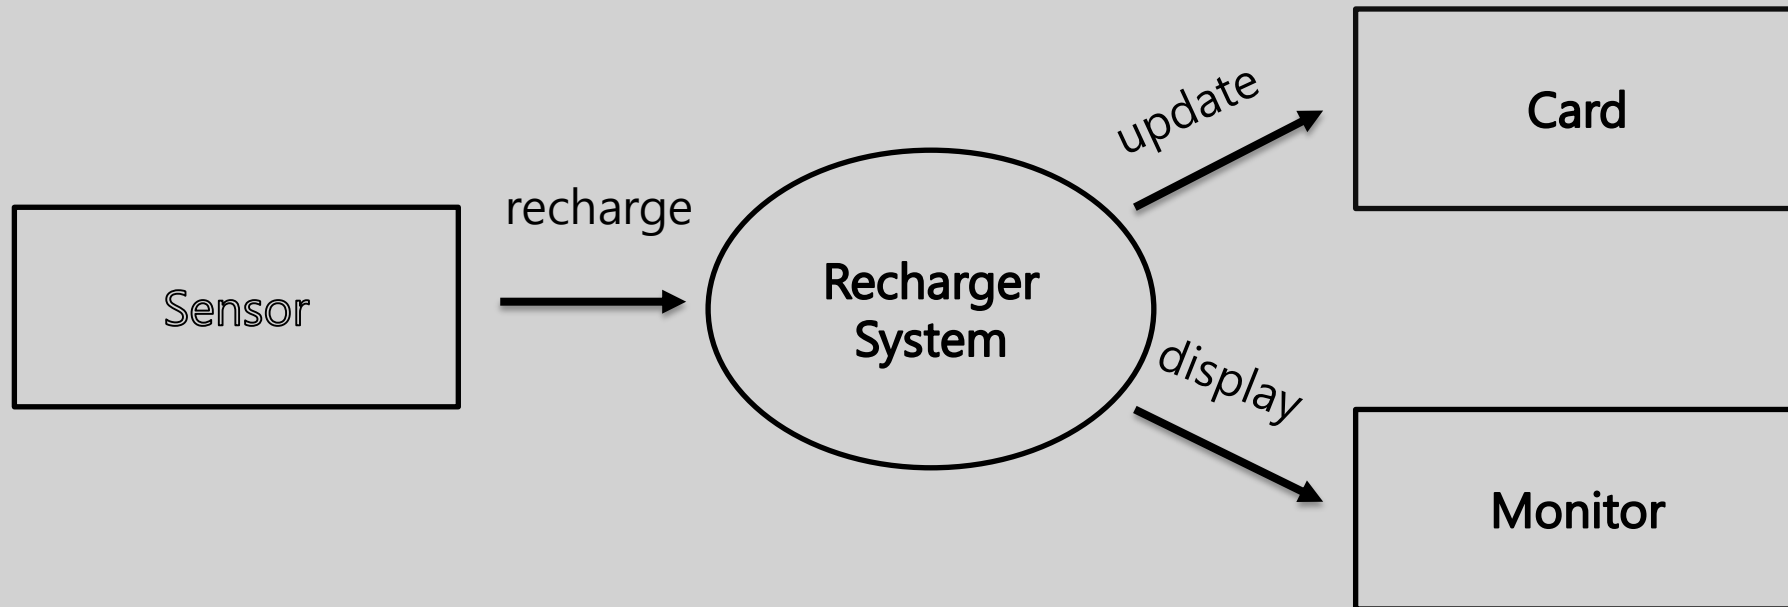 Sensor
recharge
Recharger
System
update
Card
display
Monitor